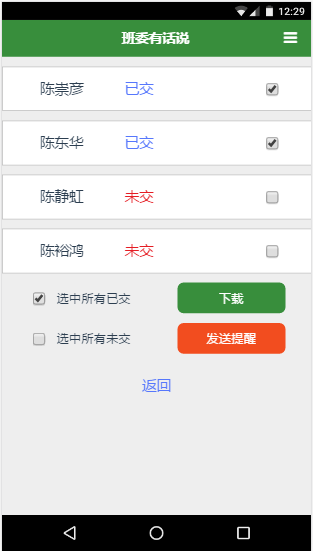 12:29
班委有话说
陈崇彦 已交
陈东华 已交
陈静虹 未交
陈裕鸿 未交
选中所有已交 下载
选中所有未交 发送提醒
返回